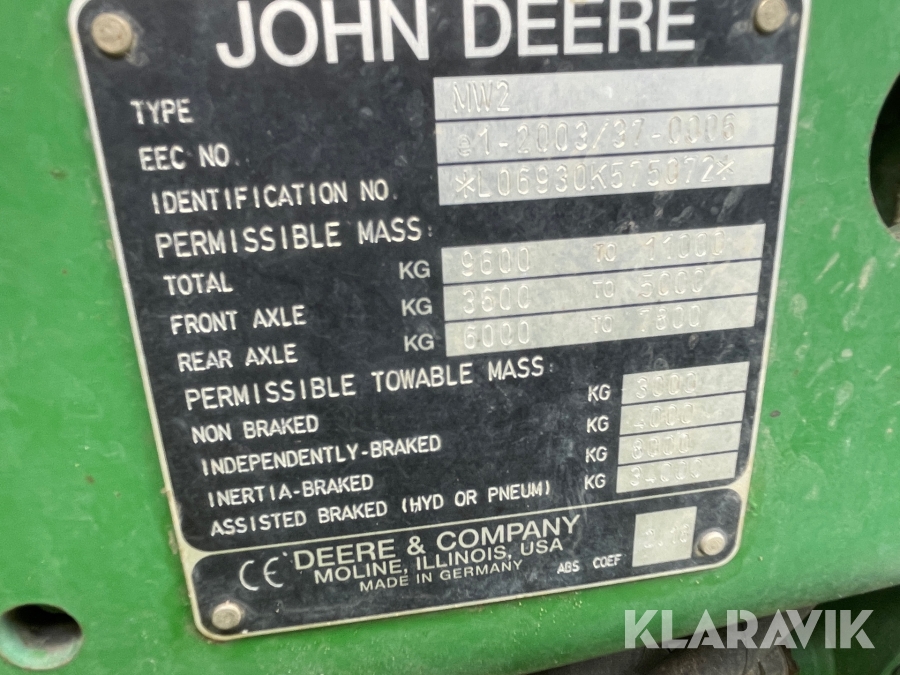 JOHN DEERE
TYPE MW2
EEC NO. e1-2003/37-0006
IDENTIFICATION NO. *L06930K575072*
PERMISSIBLE MASS:
TOTAL KG 9600 TO 11000
FRONT AXLE KG 3600 TO 5000
REAR AXLE KG 6000 TO 7800
PERMISSIBLE TOWABLE MASS:
NON BRAKED KG 3000
INDEPENDENTLY-BRAKED KG 4000
INERTIA-BRAKED KG 8000
ASSISTED BRAKED (HYD OR PNEUM) KG 34000
CE DEERE & COMPANY
MOLINE, ILLINOIS, USA
MADE IN GERMANY
ABS COEF
KLARAVIK